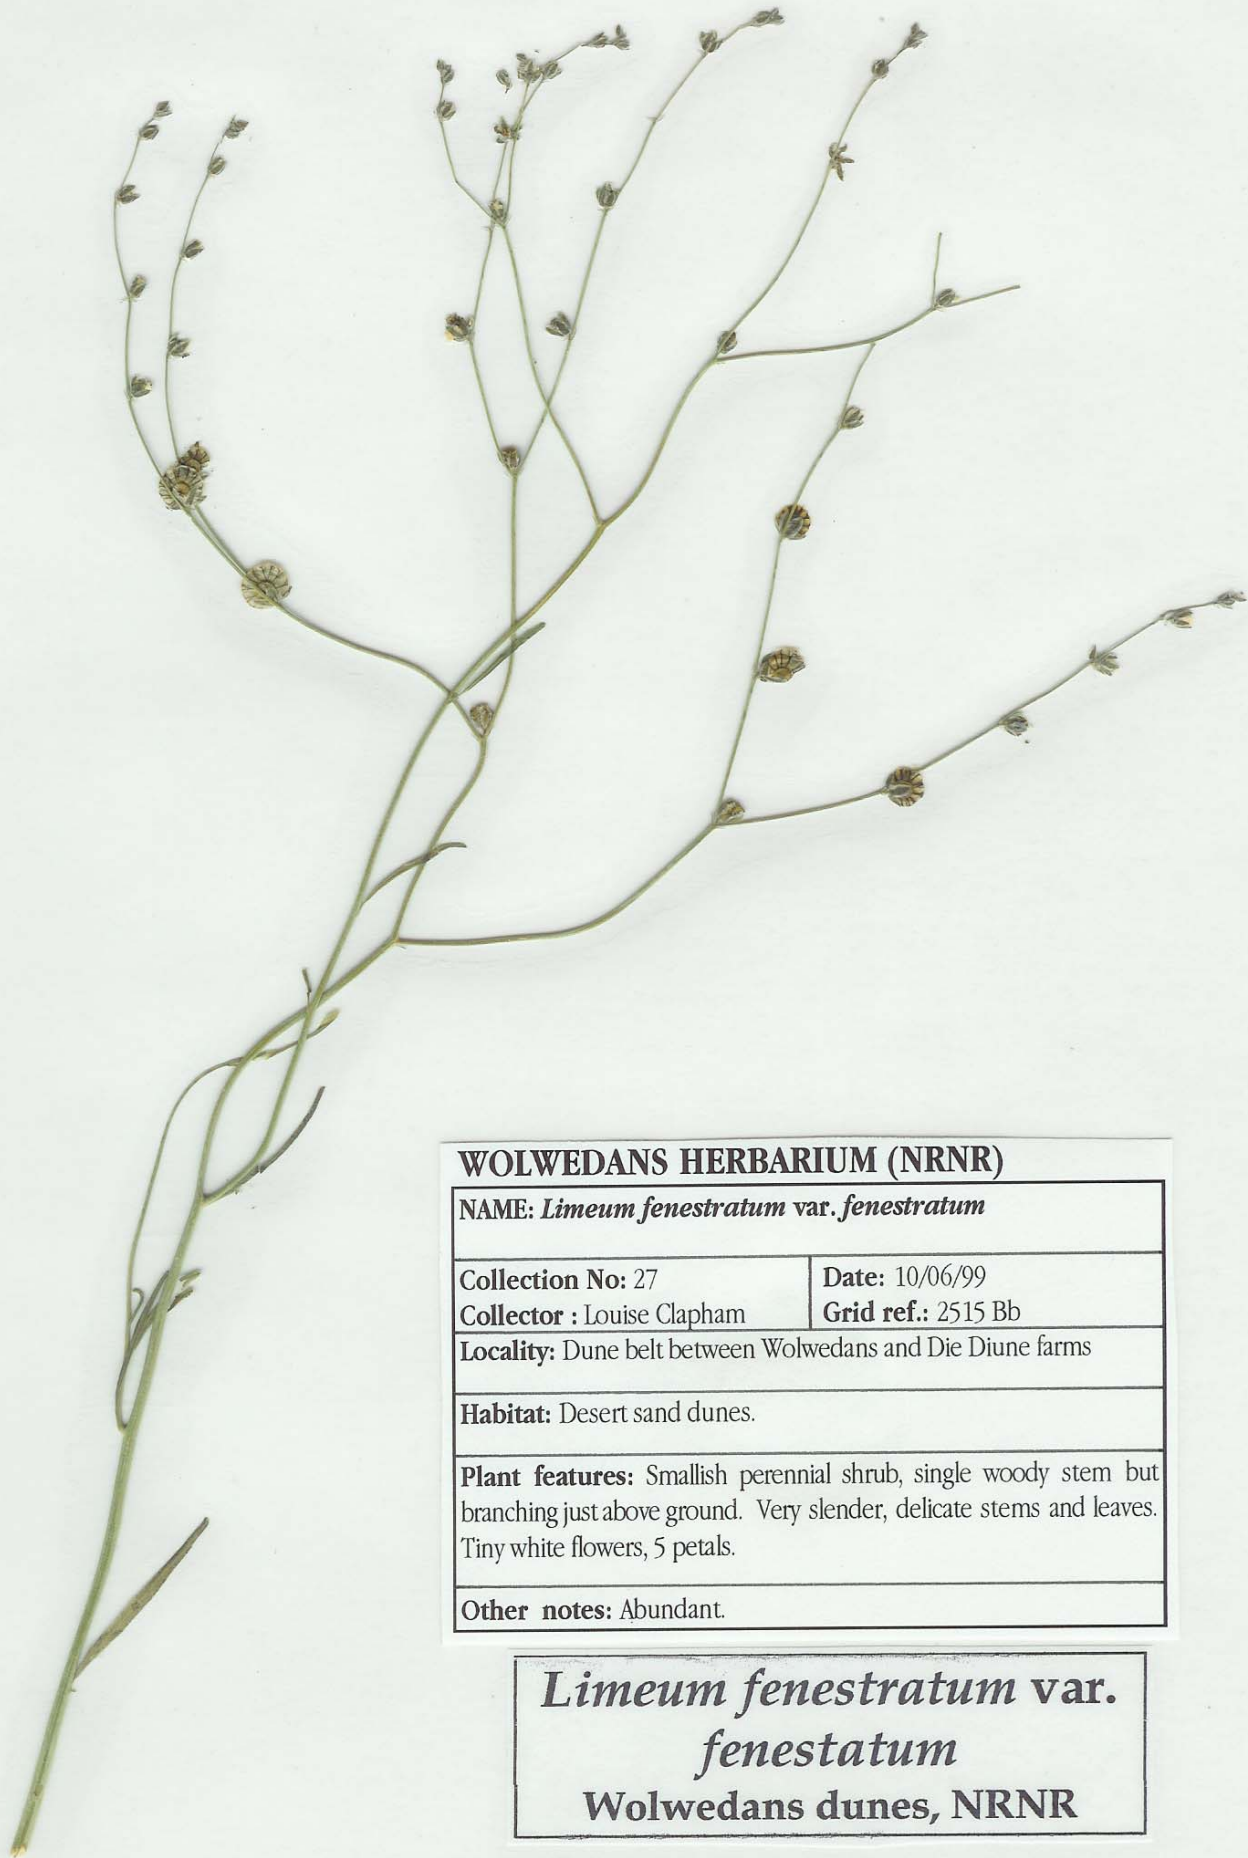 WOLWEDANS HERBARIUM (NRNR)
NAME: Limeum fenestratum var. fenestratum
Collection No: 27
Collector : Louise Clapham
Date: 10/06/99
Grid ref.: 2515 Bb
Locality: Dune belt between Wolwedans and Die Diune farms
Habitat: Desert sand dunes.
Plant features: Smallish perennial shrub, single woody stem but
branching just above ground. Very slender, delicate stems and leaves.
Tiny white flowers, 5 petals.
Other notes: Abundant.
Limeum fenestratum var.
fenestatum
Wolwedans dunes, NRNR